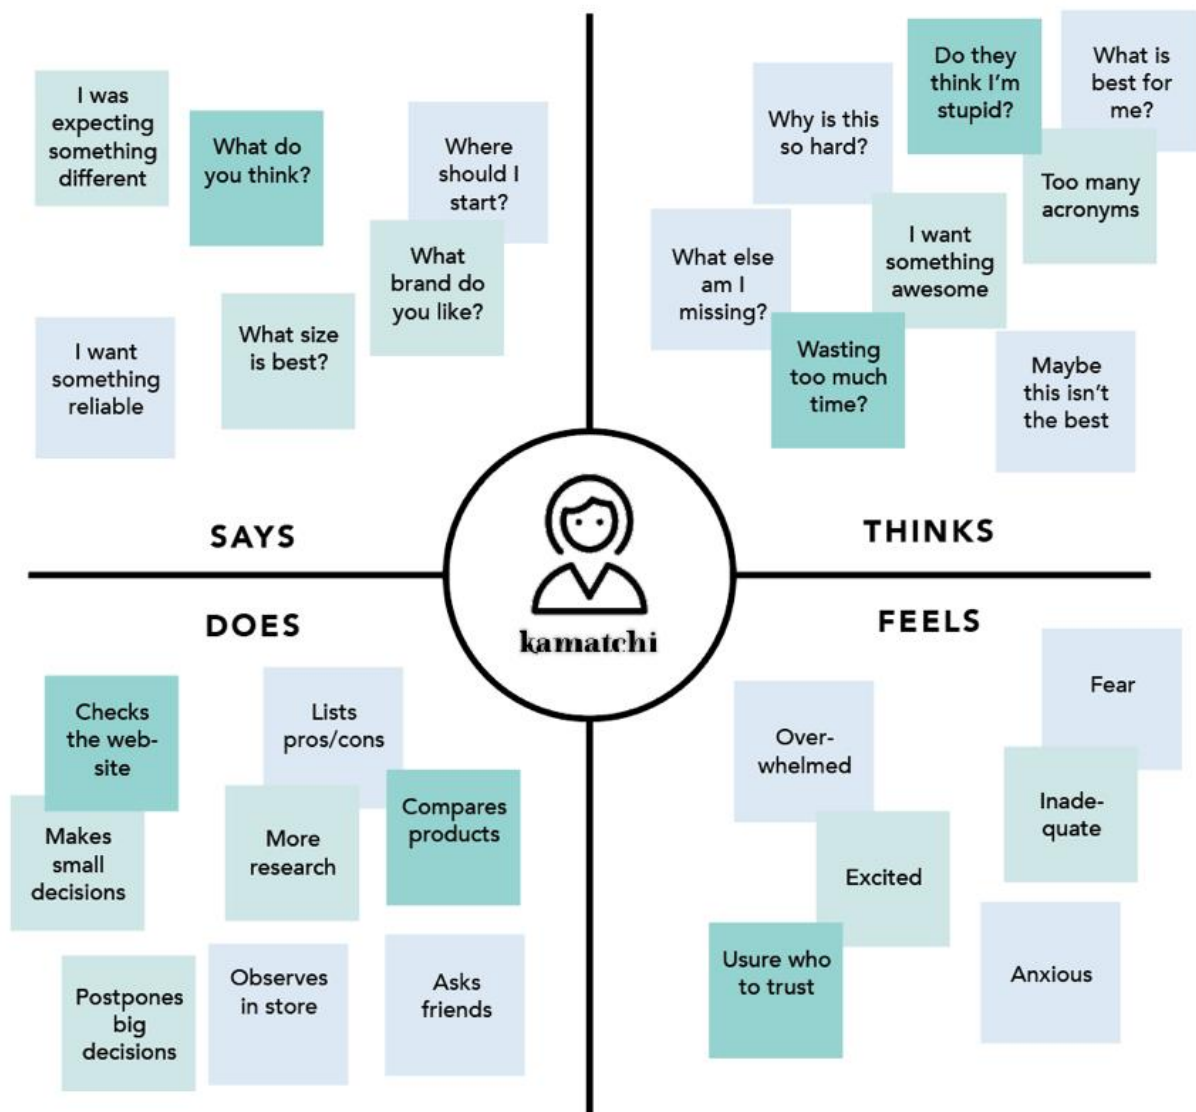 I was
expecting
something
different
What do
you think?
Where
should I
start?
What
brand do
you like?
What size
is best?
I want
something
reliable
SAYS
Do they
think I'm
stupid?
What is
best for
me?
Why is this
so hard?
Too many
acronyms
I want
something
awesome
What else
am I
missing?
Wasting
too much
time?
Maybe
this isn't
the best
THINKS
kamatchi
DOES
Checks
the web-
site
Lists
pros/cons
Compares
products
Makes
small
decisions
More
research
Postpones
big
decisions
Observes
in store
Asks
friends
FEELS
Fear
Over-
whelmed
Inade-
quate
Excited
Usure who
to trust
Anxious